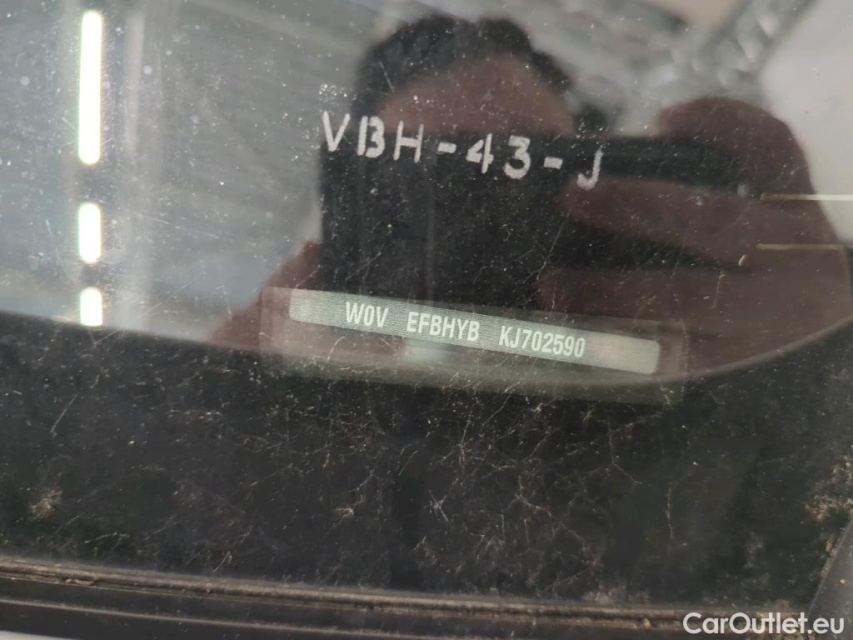 VBH-43-J
W0V EFBHYB KJ702590
CarOutlet.eu